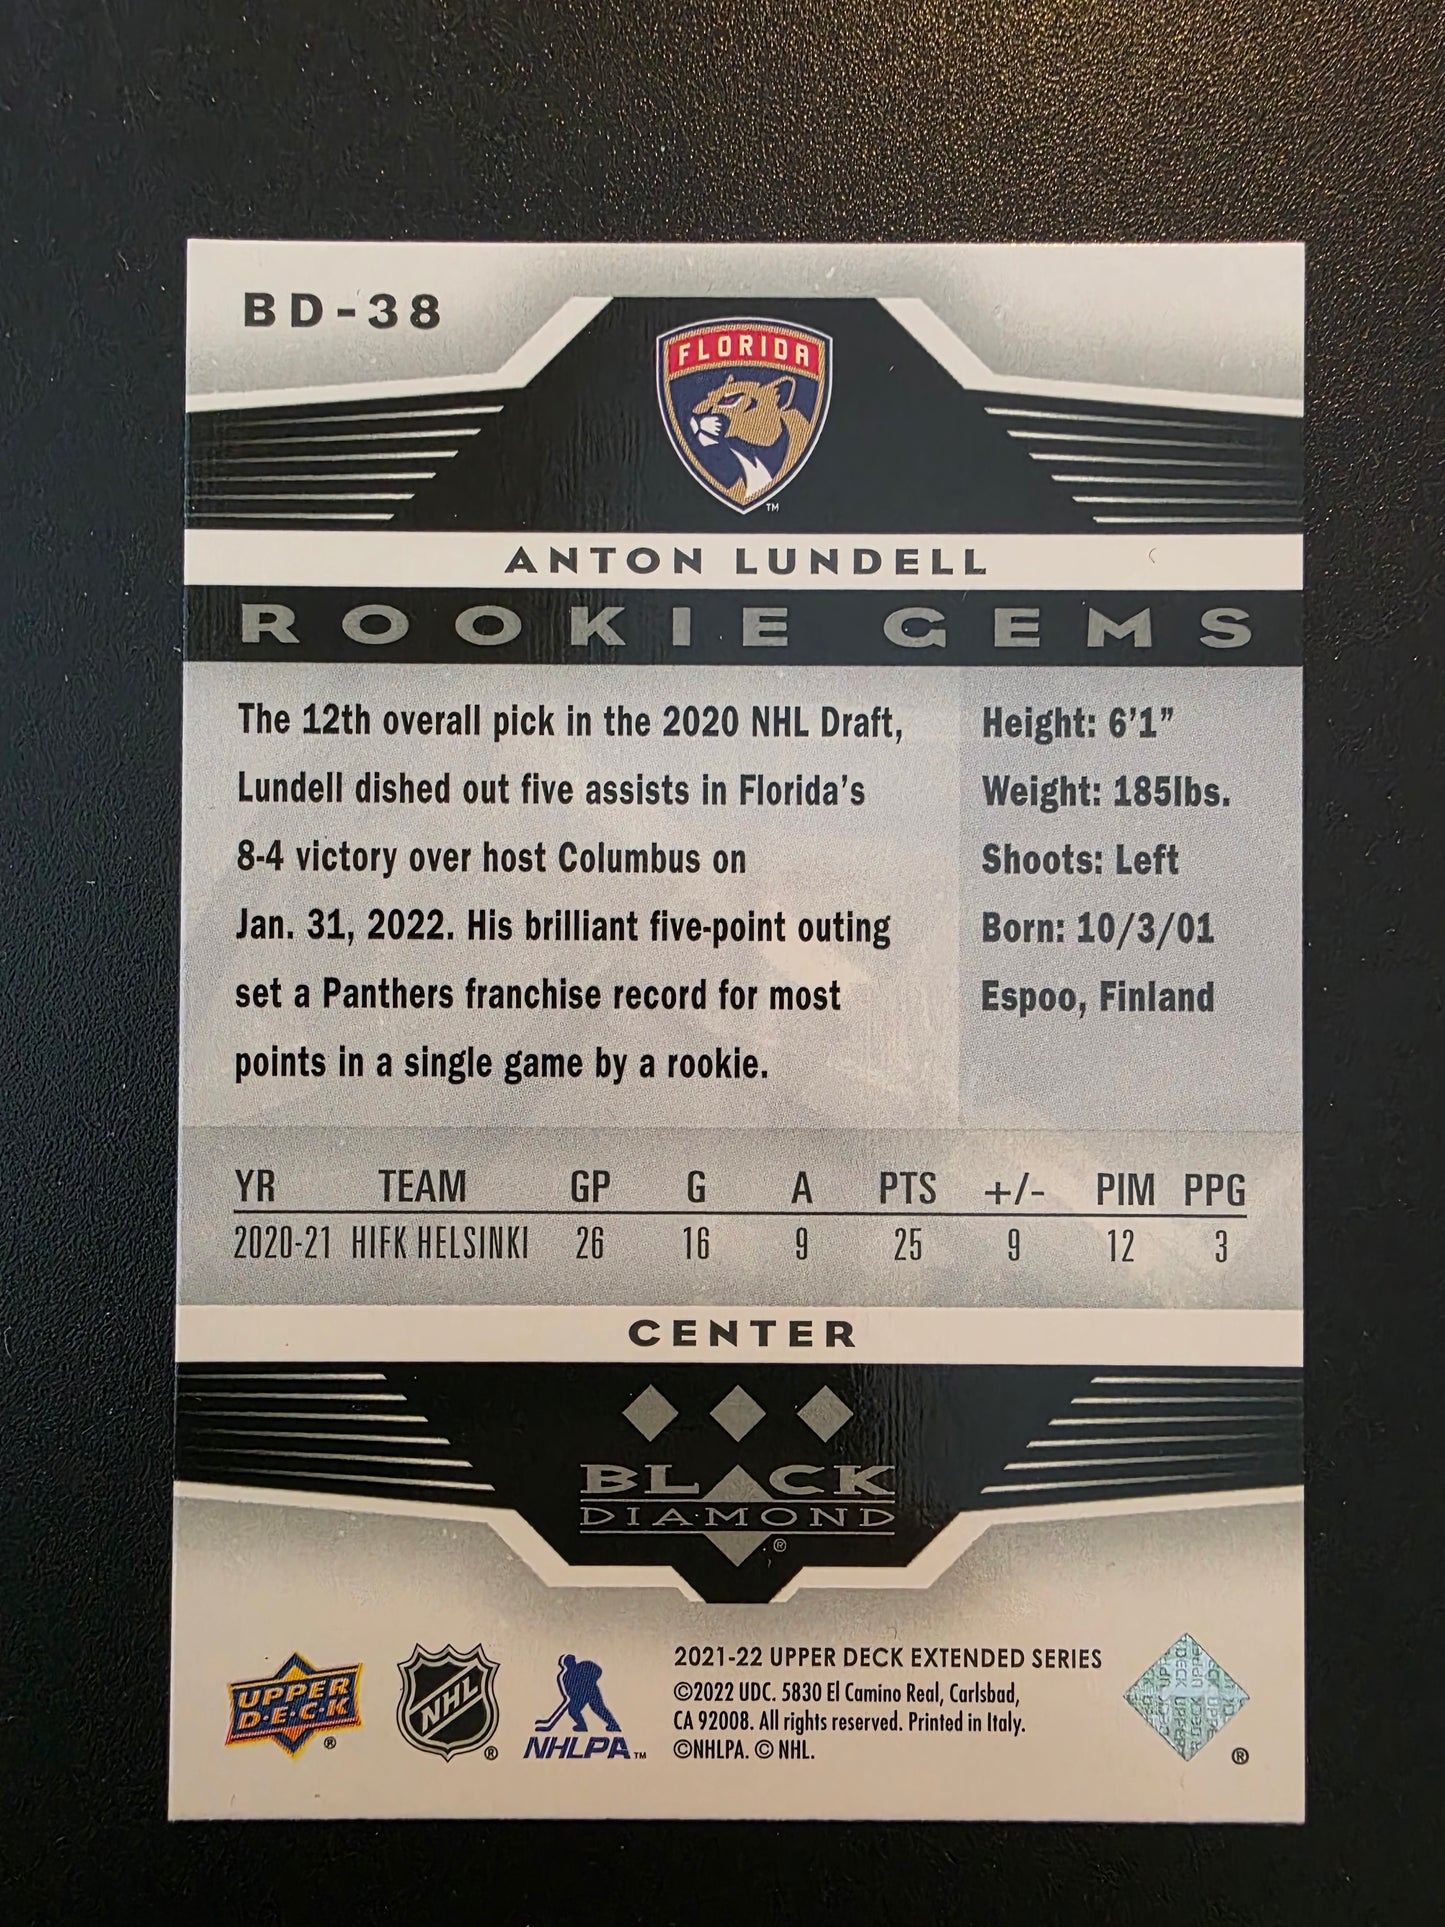 BD-38
FLORIDA
TM
ANTON LUNDELL
ROOKIE GEMS
The 12th overall pick in the 2020 NHL Draft,
Lundell dished out five assists in Florida's
8-4 victory over host Columbus on
Jan. 31, 2022. His brilliant five-point outing
set a Panthers franchise record for most
points in a single game by a rookie.
Height: 6'1"
Weight: 185lbs.
Shoots: Left
Born: 10/3/01
Espoo, Finland
YR TEAM GP G A PTS +/- PIM PPG
2020-21 HIFK HELSINKI 26 16 9 25 9 12 3
CENTER
BLACK
DIAMOND
®
UPPER
D·E·C·K
®
NHL
®
NHLPA TM
2021-22 UPPER DECK EXTENDED SERIES
©2022 UDC. 5830 El Camino Real, Carlsbad,
CA 92008. All rights reserved. Printed in Italy.
©NHLPA. © NHL.
®